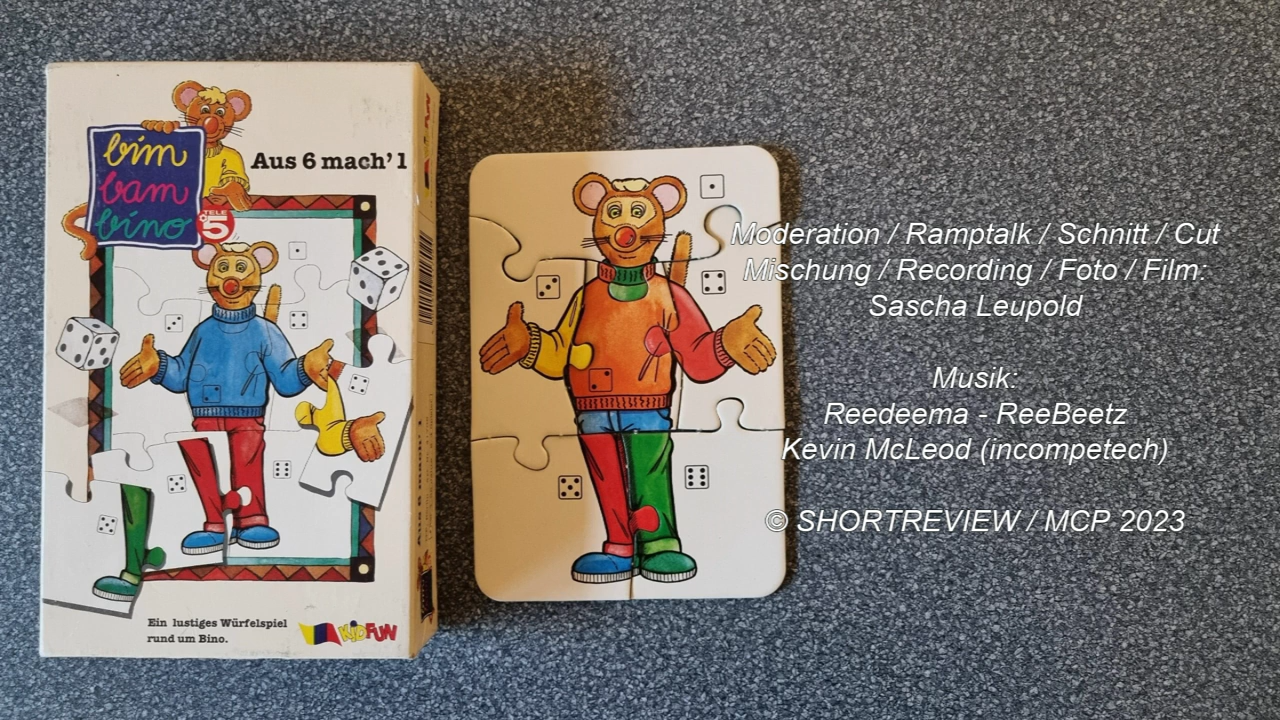 bim
bam
bino
TELE
5
Aus 6 mach' 1
Ein lustiges Würfelspiel
rund um Bino.
KIDFUN
Moderation / Ramptalk / Schnitt / Cut
Mischung / Recording / Foto / Film:
Sascha Leupold
Musik:
Reedeema - ReeBeetz
Kevin McLeod (incompetech)
© SHORTREVIEW / MCP 2023